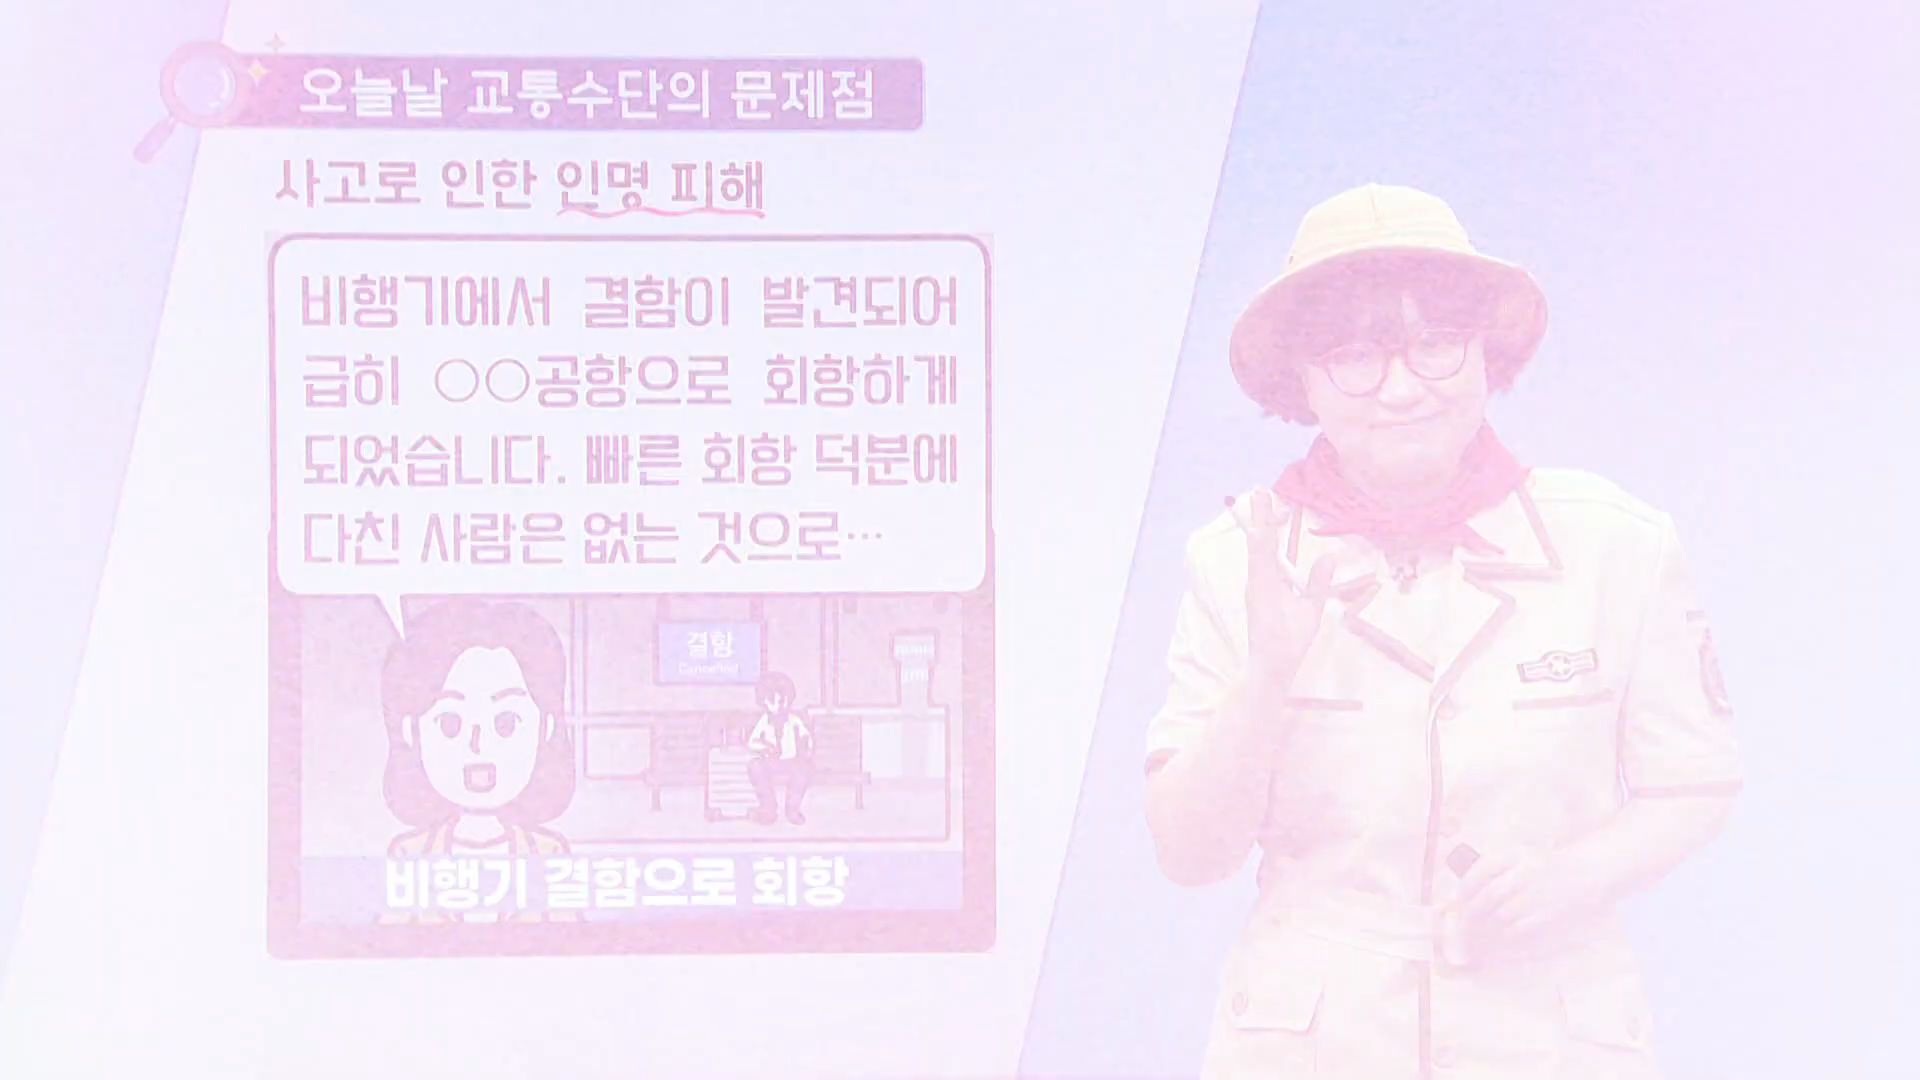 오늘날 교통수단의 문제점
사고로 인한 인명 피해
비행기에서 결함이 발견되어
급히 ○○공항으로 회항하게
되었습니다. 빠른 회항 덕분에
다친 사람은 없는 것으로…
결항
Cancelled
비행기 결함으로 회항